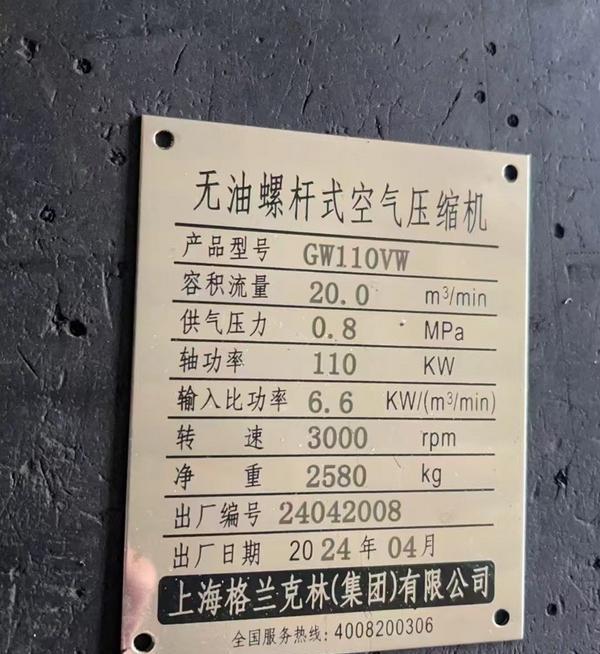 无油螺杆式空气压缩机
产品型号 GW110VW
容积流量 20.0 m³/min
供气压力 0.8 MPa
轴功率 110 KW
输入比功率 6.6 KW/(m³/min)
转 速 3000 rpm
净 重 2580 kg
出厂编号 24042008
出厂日期 2024年04月
上海格兰克林(集团)有限公司
全国服务热线: 4008200306